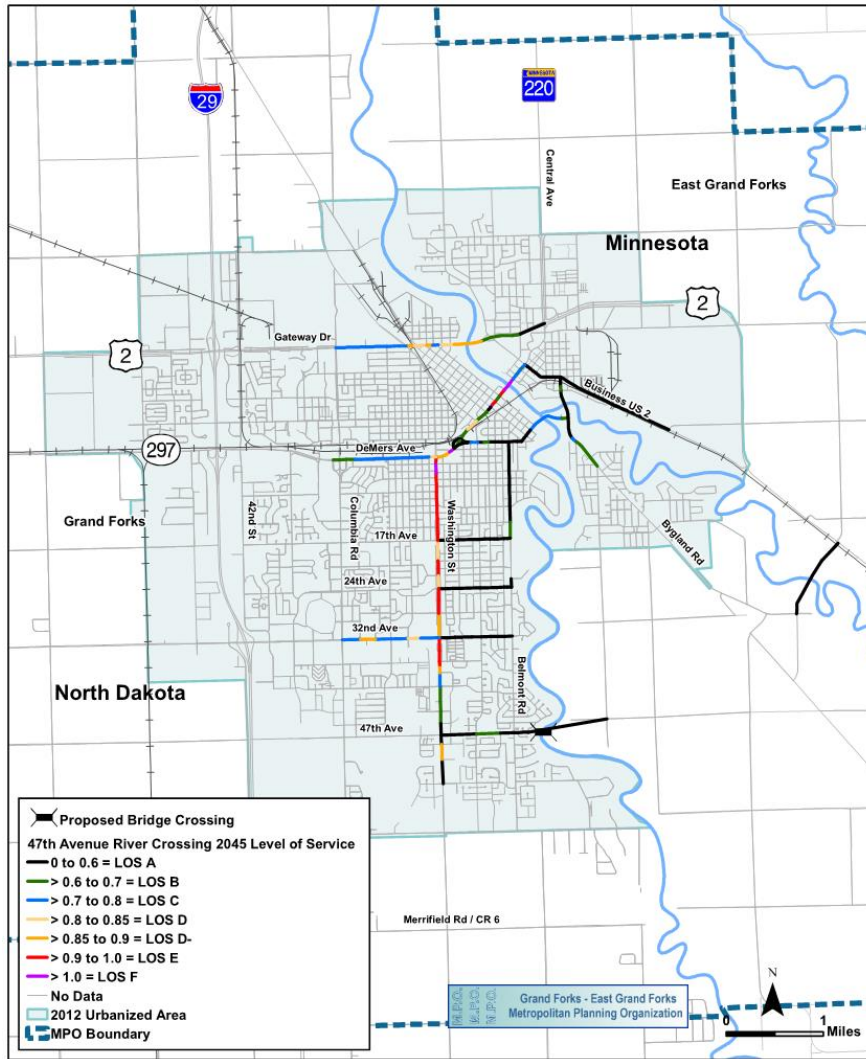 29
MINNESOTA
220
Central Ave
East Grand Forks
Minnesota
2
Gateway Dr
2
Business US 2
297
DeMers Ave
Grand Forks
42nd St
Columbia Rd
17th Ave
Washington St
24th Ave
Bygland Rd
32nd Ave
Belmont Rd
North Dakota
47th Ave
Proposed Bridge Crossing
47th Avenue River Crossing 2045 Level of Service
0 to 0.6 = LOS A
> 0.6 to 0.7 = LOS B
> 0.7 to 0.8 = LOS C
> 0.8 to 0.85 = LOS D
> 0.85 to 0.9 = LOS D-
> 0.9 to 1.0 = LOS E
> 1.0 = LOS F
No Data
2012 Urbanized Area
MPO Boundary
Merrifield Rd / CR 6
M.P.O.
M.P.O.
M.P.O.
Grand Forks - East Grand Forks
Metropolitan Planning Organization
N
0 1
Miles